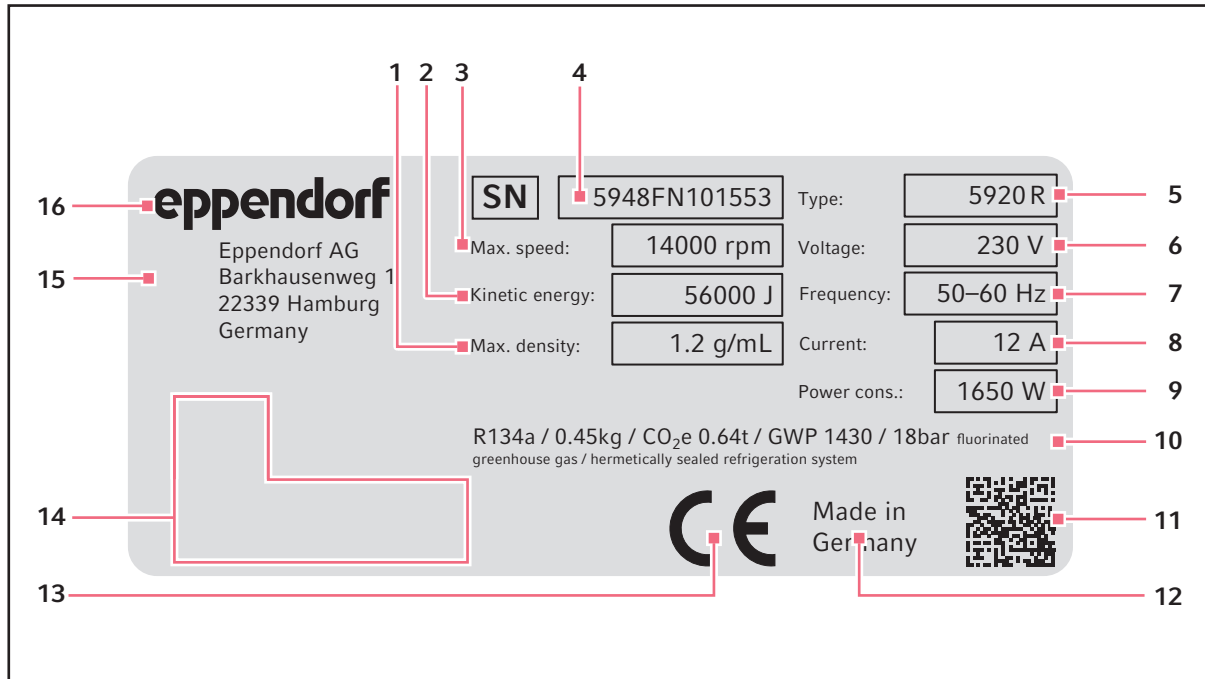 1 2 3 4
16 eppendorf SN 5948FN101553 Type: 5920 R 5
Max. speed: 14000 rpm Voltage: 230 V 6
15 Eppendorf AG
Barkhausenweg 1
22339 Hamburg
Germany
Kinetic energy: 56000 J Frequency: 50–60 Hz 7
Max. density: 1.2 g/mL Current: 12 A 8
Power cons.: 1650 W 9
R134a / 0.45kg / CO₂e 0.64t / GWP 1430 / 18bar fluorinated 10
greenhouse gas / hermetically sealed refrigeration system
14 CE Made in 11
Germany
13 12